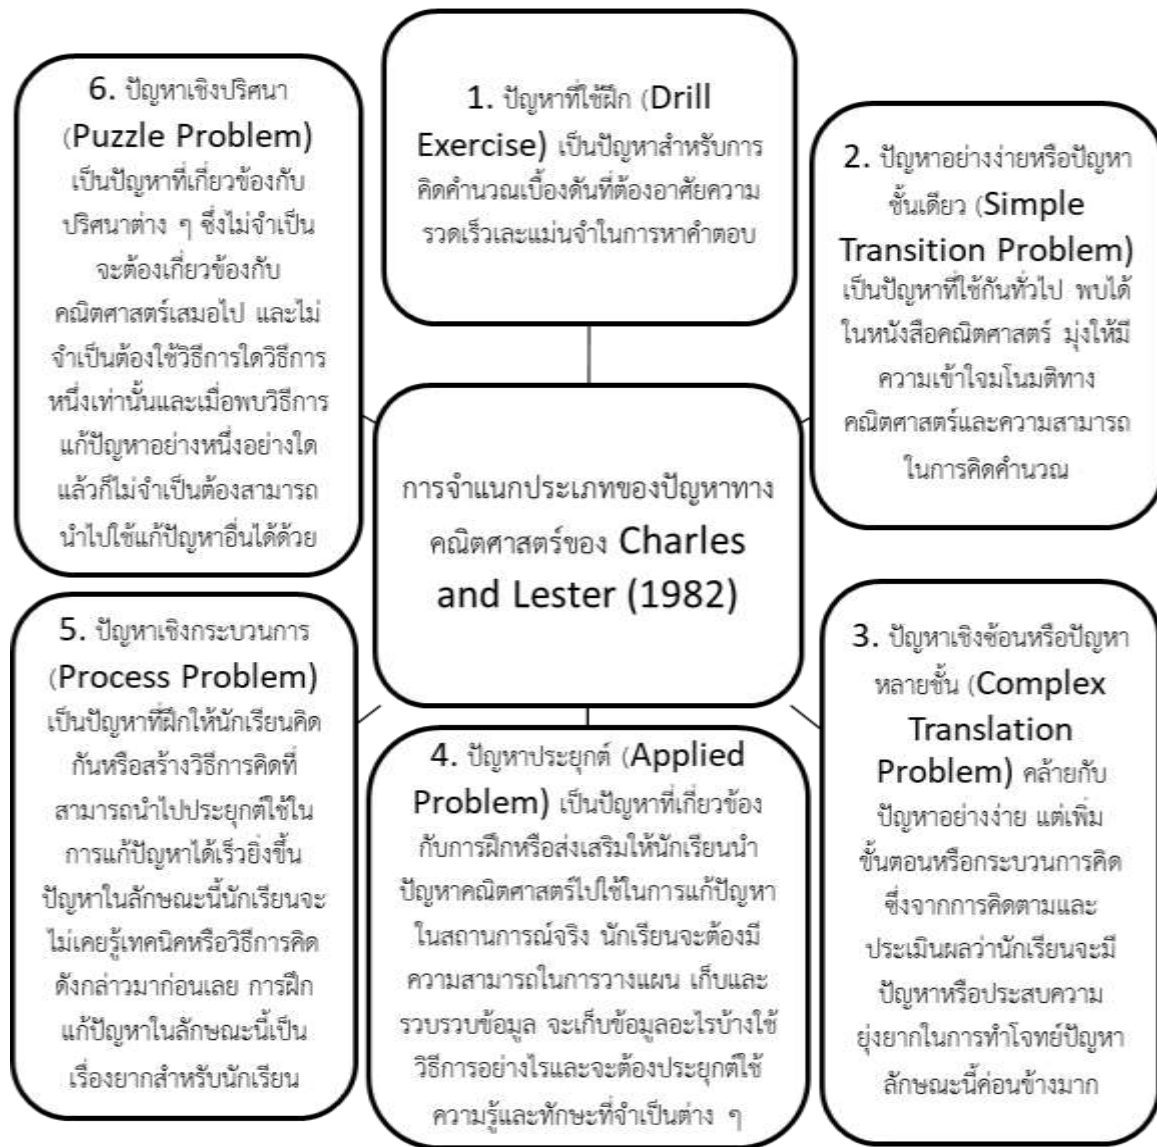 1. ปัญหาที่ใช้ฝึก (Drill
Exercise) เป็นปัญหาสำหรับการ
คิดคำนวณเบื้องดันที่ต้องอาศัยความ
รวดเร็วเละแม่นจำในการหาคำตอบ
2. ปัญหาอย่างง่ายหรือปัญหา
ชั้นเดียว (Simple
Transition Problem)
เป็นปัญหาที่ใช้กันทั่วไป พบได้
ในหนังสือคณิตศาสตร์ มุ่งให้มี
ความเข้าใจมโนมติทาง
คณิตศาสตร์และความสามารถ
ในการคิดคำนวณ
การจำแนกประเภทของปัญหาทาง
คณิตศาสตร์ของ Charles
and Lester (1982)
3. ปัญหาเชิงซ้อนหรือปัญหา
หลายชั้น (Complex
Translation
Problem) คล้ายกับ
ปัญหาอย่างง่าย แต่เพิ่ม
ขั้นตอนหรือกระบวนการคิด
ซึ่งจากการคิดตามและ
ประเมินผลว่านักเรียนจะมี
ปัญหาหรือประสบความ
ยุ่งยากในการทำโจทย์ปัญหา
ลักษณะนี้ค่อนข้างมาก
4. ปัญหาประยุกต์ (Applied
Problem) เป็นปัญหาที่เกี่ยวข้อง
กับการฝึกหรือส่งเสริมให้นักเรียนนำ
ปัญหาคณิตศาสตร์ไปใช้ในการแก้ปัญหา
ในสถานการณ์จริง นักเรียนจะต้องมี
ความสามารถในการวางแผน เก็บและ
รวบรวบข้อมูล จะเก็บข้อมูลอะไรบ้างใช้
วิธีการอย่างไรและจะต้องประยุกต์ใช้
ความรู้และทักษะที่จำเป็นต่าง ๆ
5. ปัญหาเชิงกระบวนการ
(Process Problem)
เป็นปัญหาที่ฝึกให้นักเรียนคิด
กันหรือสร้างวิธีการคิดที่
สามารถนำไปประยุกต์ใช้ใน
การแก้ปัญหาได้เร็วยิ่งขึ้น
ปัญหาในลักษณะนี้นักเรียนจะ
ไม่เคยรู้เทคนิคหรือวิธีการคิด
ดังกล่าวมาก่อนเลย การฝึก
แก้ปัญหาในลักษณะนี้เป็น
เรื่องยากสำหรับนักเรียน
6. ปัญหาเชิงปริศนา
(Puzzle Problem)
เป็นปัญหาที่เกี่ยวข้องกับ
ปริศนาต่าง ๆ ซึ่งไม่จำเป็น
จะต้องเกี่ยวข้องกับ
คณิตศาสตร์เสมอไป และไม่
จำเป็นต้องใช้วิธีการใดวิธีการ
หนึ่งเท่านั้นและเมื่อพบวิธีการ
แก้ปัญหาอย่างหนึ่งอย่างใด
แล้วก็ไม่จำเป็นต้องสามารถ
นำไปใช้แก้ปัญหาอื่นได้ด้วย